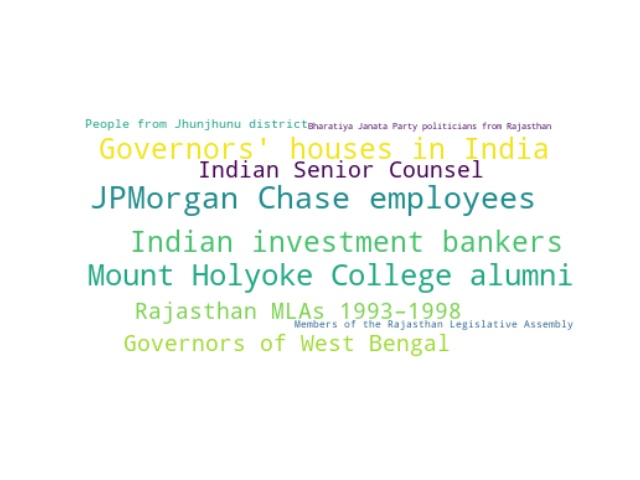 People from Jhunjhunu district
Bharatiya Janata Party politicians from Rajasthan
Governors' houses in India
Indian Senior Counsel
JPMorgan Chase employees
Indian investment bankers
Mount Holyoke College alumni
Rajasthan MLAs 1993–1998
Members of the Rajasthan Legislative Assembly
Governors of West Bengal